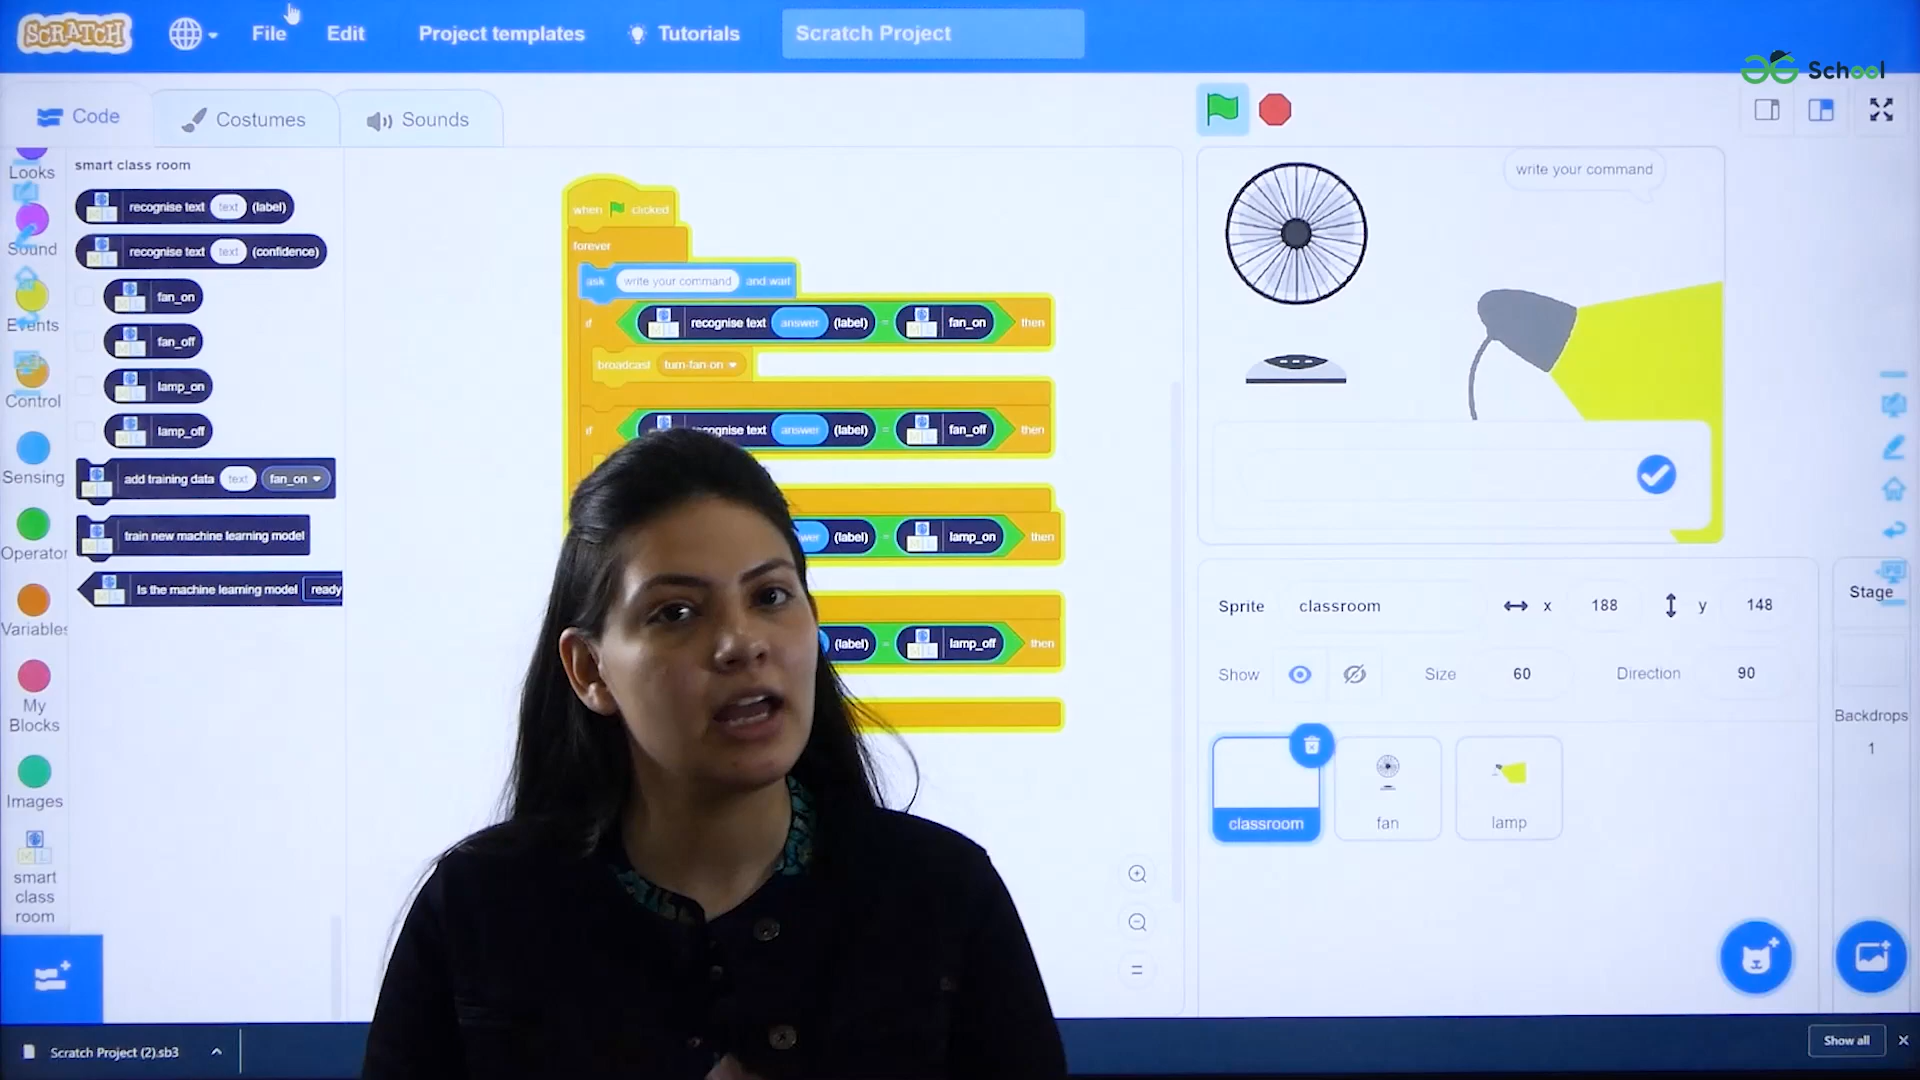 SCRATCH
File
Edit
Project templates
Tutorials
Scratch Project
School
Code
Costumes
Sounds
Looks
Sound
Events
Control
Sensing
Operator
Variables
My
Blocks
Images
smart
class
room
smart class room
recognise text text (label)
recognise text text (confidence)
fan_on
fan_off
lamp_on
lamp_off
add training data text fan_on
train new machine learning model
Is the machine learning model ready
when clicked
forever
ask write your command and wait
if recognise text answer (label) = fan_on then
broadcast turn-fan-on
if recognise text answer (label) = fan_off then
(label) = lamp_on then
(label) = lamp_off then
write your command
Sprite classroom x 188 y 148
Show Size 60 Direction 90
classroom
fan
lamp
Stage
Backdrops
1
Scratch Project (2).sb3
Show all